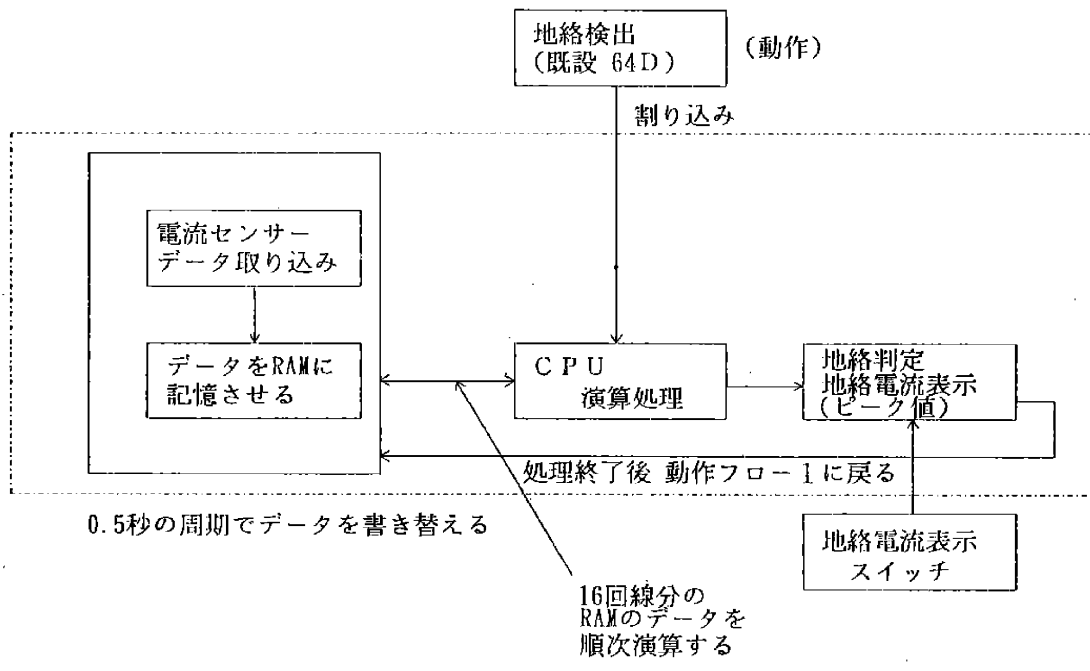 地絡検出
(既設 64D)
(動作)
割り込み
電流センサー
データ取り込み
データをRAMに
記憶させる
CPU
演算処理
地絡判定
地絡電流表示
(ピーク値)
処理終了後 動作フロー1に戻る
0.5秒の周期でデータを書き替える
地絡電流表示
スイッチ
16回線分の
RAMのデータを
順次演算する